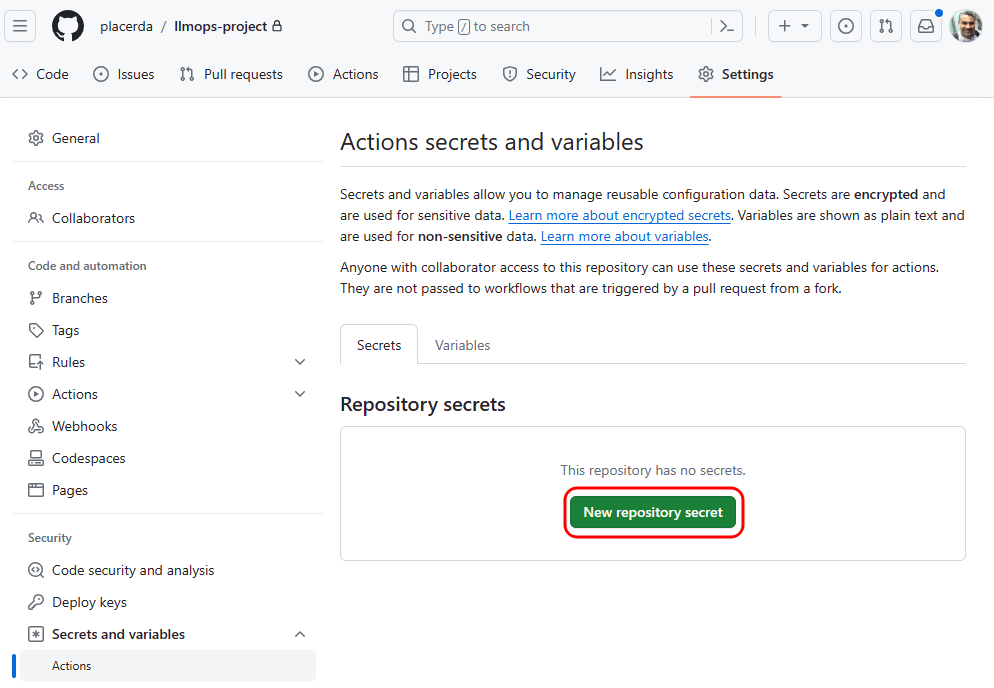 placerda / llmops-project
Type / to search
Code
Issues
Pull requests
Actions
Projects
Security
Insights
Settings
General
Access
Collaborators
Code and automation
Branches
Tags
Rules
Actions
Webhooks
Codespaces
Pages
Security
Code security and analysis
Deploy keys
Secrets and variables
Actions
Actions secrets and variables
Secrets and variables allow you to manage reusable configuration data. Secrets are encrypted and
are used for sensitive data. Learn more about encrypted secrets. Variables are shown as plain text and
are used for non-sensitive data. Learn more about variables.
Anyone with collaborator access to this repository can use these secrets and variables for actions.
They are not passed to workflows that are triggered by a pull request from a fork.
Secrets
Variables
Repository secrets
This repository has no secrets.
New repository secret